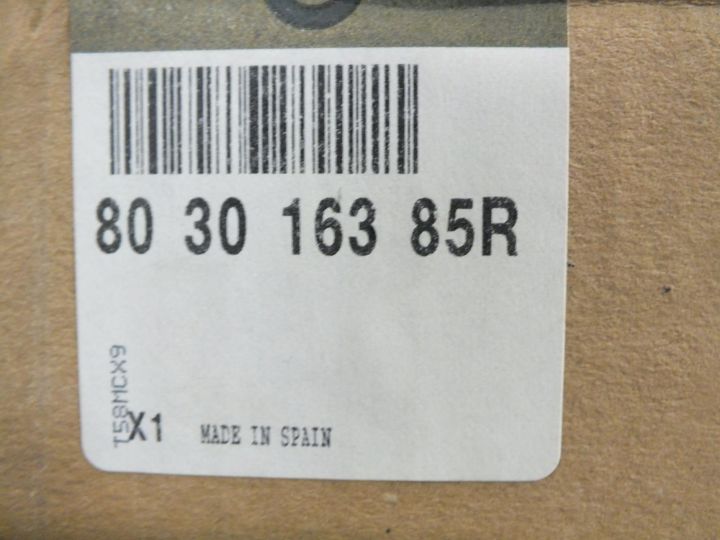 80 30 163 85R
T58MCX9
X1
MADE IN SPAIN